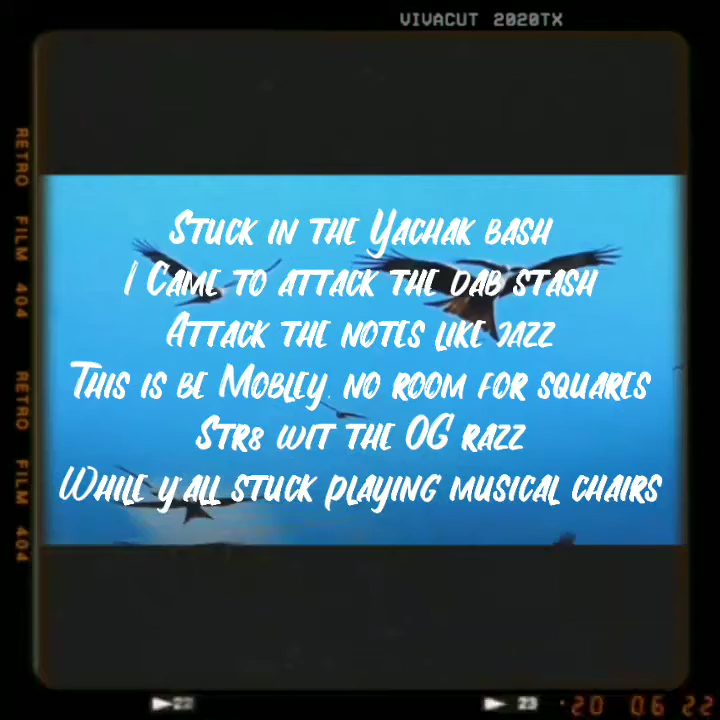 VIVACUT 2020TX
RETRO FILM 404 RETRO FILM 404
Stuck in the Yachak bash
I Came to attack the dab stash
Attack the notes like jazz
This is be Mobley, no room for squares
Str8 wit the OG razz
While y'all stuck playing musical chairs
22
23
20 06 22